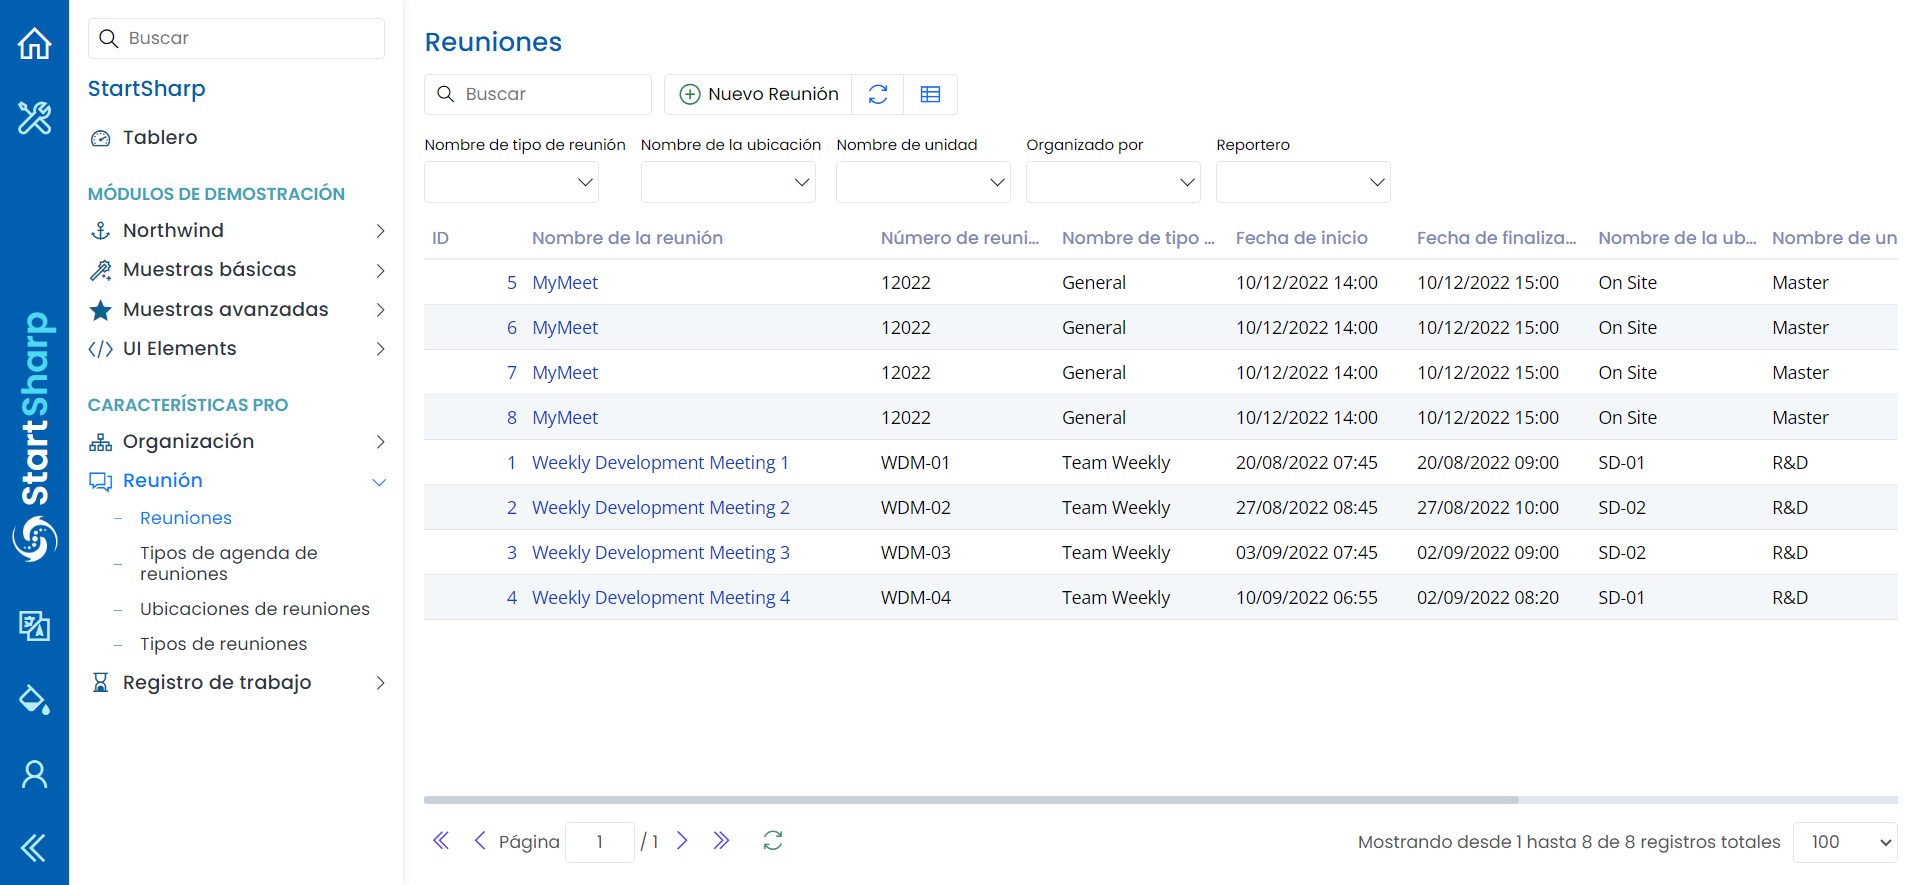 StartSharp
Buscar
StartSharp
Tablero
MÓDULOS DE DEMOSTRACIÓN
Northwind
Muestras básicas
Muestras avanzadas
UI Elements
CARACTERÍSTICAS PRO
Organización
Reunión
Reuniones
Tipos de agenda de
reuniones
Ubicaciones de reuniones
Tipos de reuniones
Registro de trabajo
Reuniones
Buscar Nuevo Reunión
Nombre de tipo de reunión Nombre de la ubicación Nombre de unidad Organizado por Reportero
ID Nombre de la reunión Número de reuni... Nombre de tipo ... Fecha de inicio Fecha de finaliza... Nombre de la ub... Nombre de un
5 MyMeet 12022 General 10/12/2022 14:00 10/12/2022 15:00 On Site Master
6 MyMeet 12022 General 10/12/2022 14:00 10/12/2022 15:00 On Site Master
7 MyMeet 12022 General 10/12/2022 14:00 10/12/2022 15:00 On Site Master
8 MyMeet 12022 General 10/12/2022 14:00 10/12/2022 15:00 On Site Master
1 Weekly Development Meeting 1 WDM-01 Team Weekly 20/08/2022 07:45 20/08/2022 09:00 SD-01 R&D
2 Weekly Development Meeting 2 WDM-02 Team Weekly 27/08/2022 08:45 27/08/2022 10:00 SD-02 R&D
3 Weekly Development Meeting 3 WDM-03 Team Weekly 03/09/2022 07:45 02/09/2022 09:00 SD-02 R&D
4 Weekly Development Meeting 4 WDM-04 Team Weekly 10/09/2022 06:55 02/09/2022 08:20 SD-01 R&D
Página 1 / 1 Mostrando desde 1 hasta 8 de 8 registros totales 100